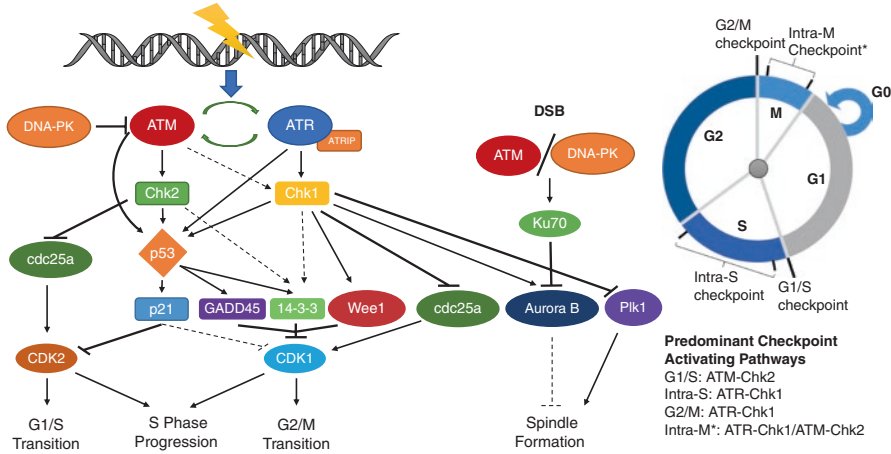 DNA-PK
ATM
ATR
ATRIP
Chk2
Chk1
cdc25a
p53
p21
GADD45
14-3-3
Wee1
cdc25a
CDK2
CDK1
G1/S
Transition
S Phase
Progression
G2/M
Transition
DSB
ATM
DNA-PK
Ku70
Aurora B
Plk1
Spindle
Formation
G2/M
checkpoint
Intra-M
Checkpoint*
G0
M
G2
G1
S
Intra-S
checkpoint
G1/S
checkpoint
Predominant Checkpoint
Activating Pathways
G1/S: ATM-Chk2
Intra-S: ATR-Chk1
G2/M: ATR-Chk1
Intra-M*: ATR-Chk1/ATM-Chk2